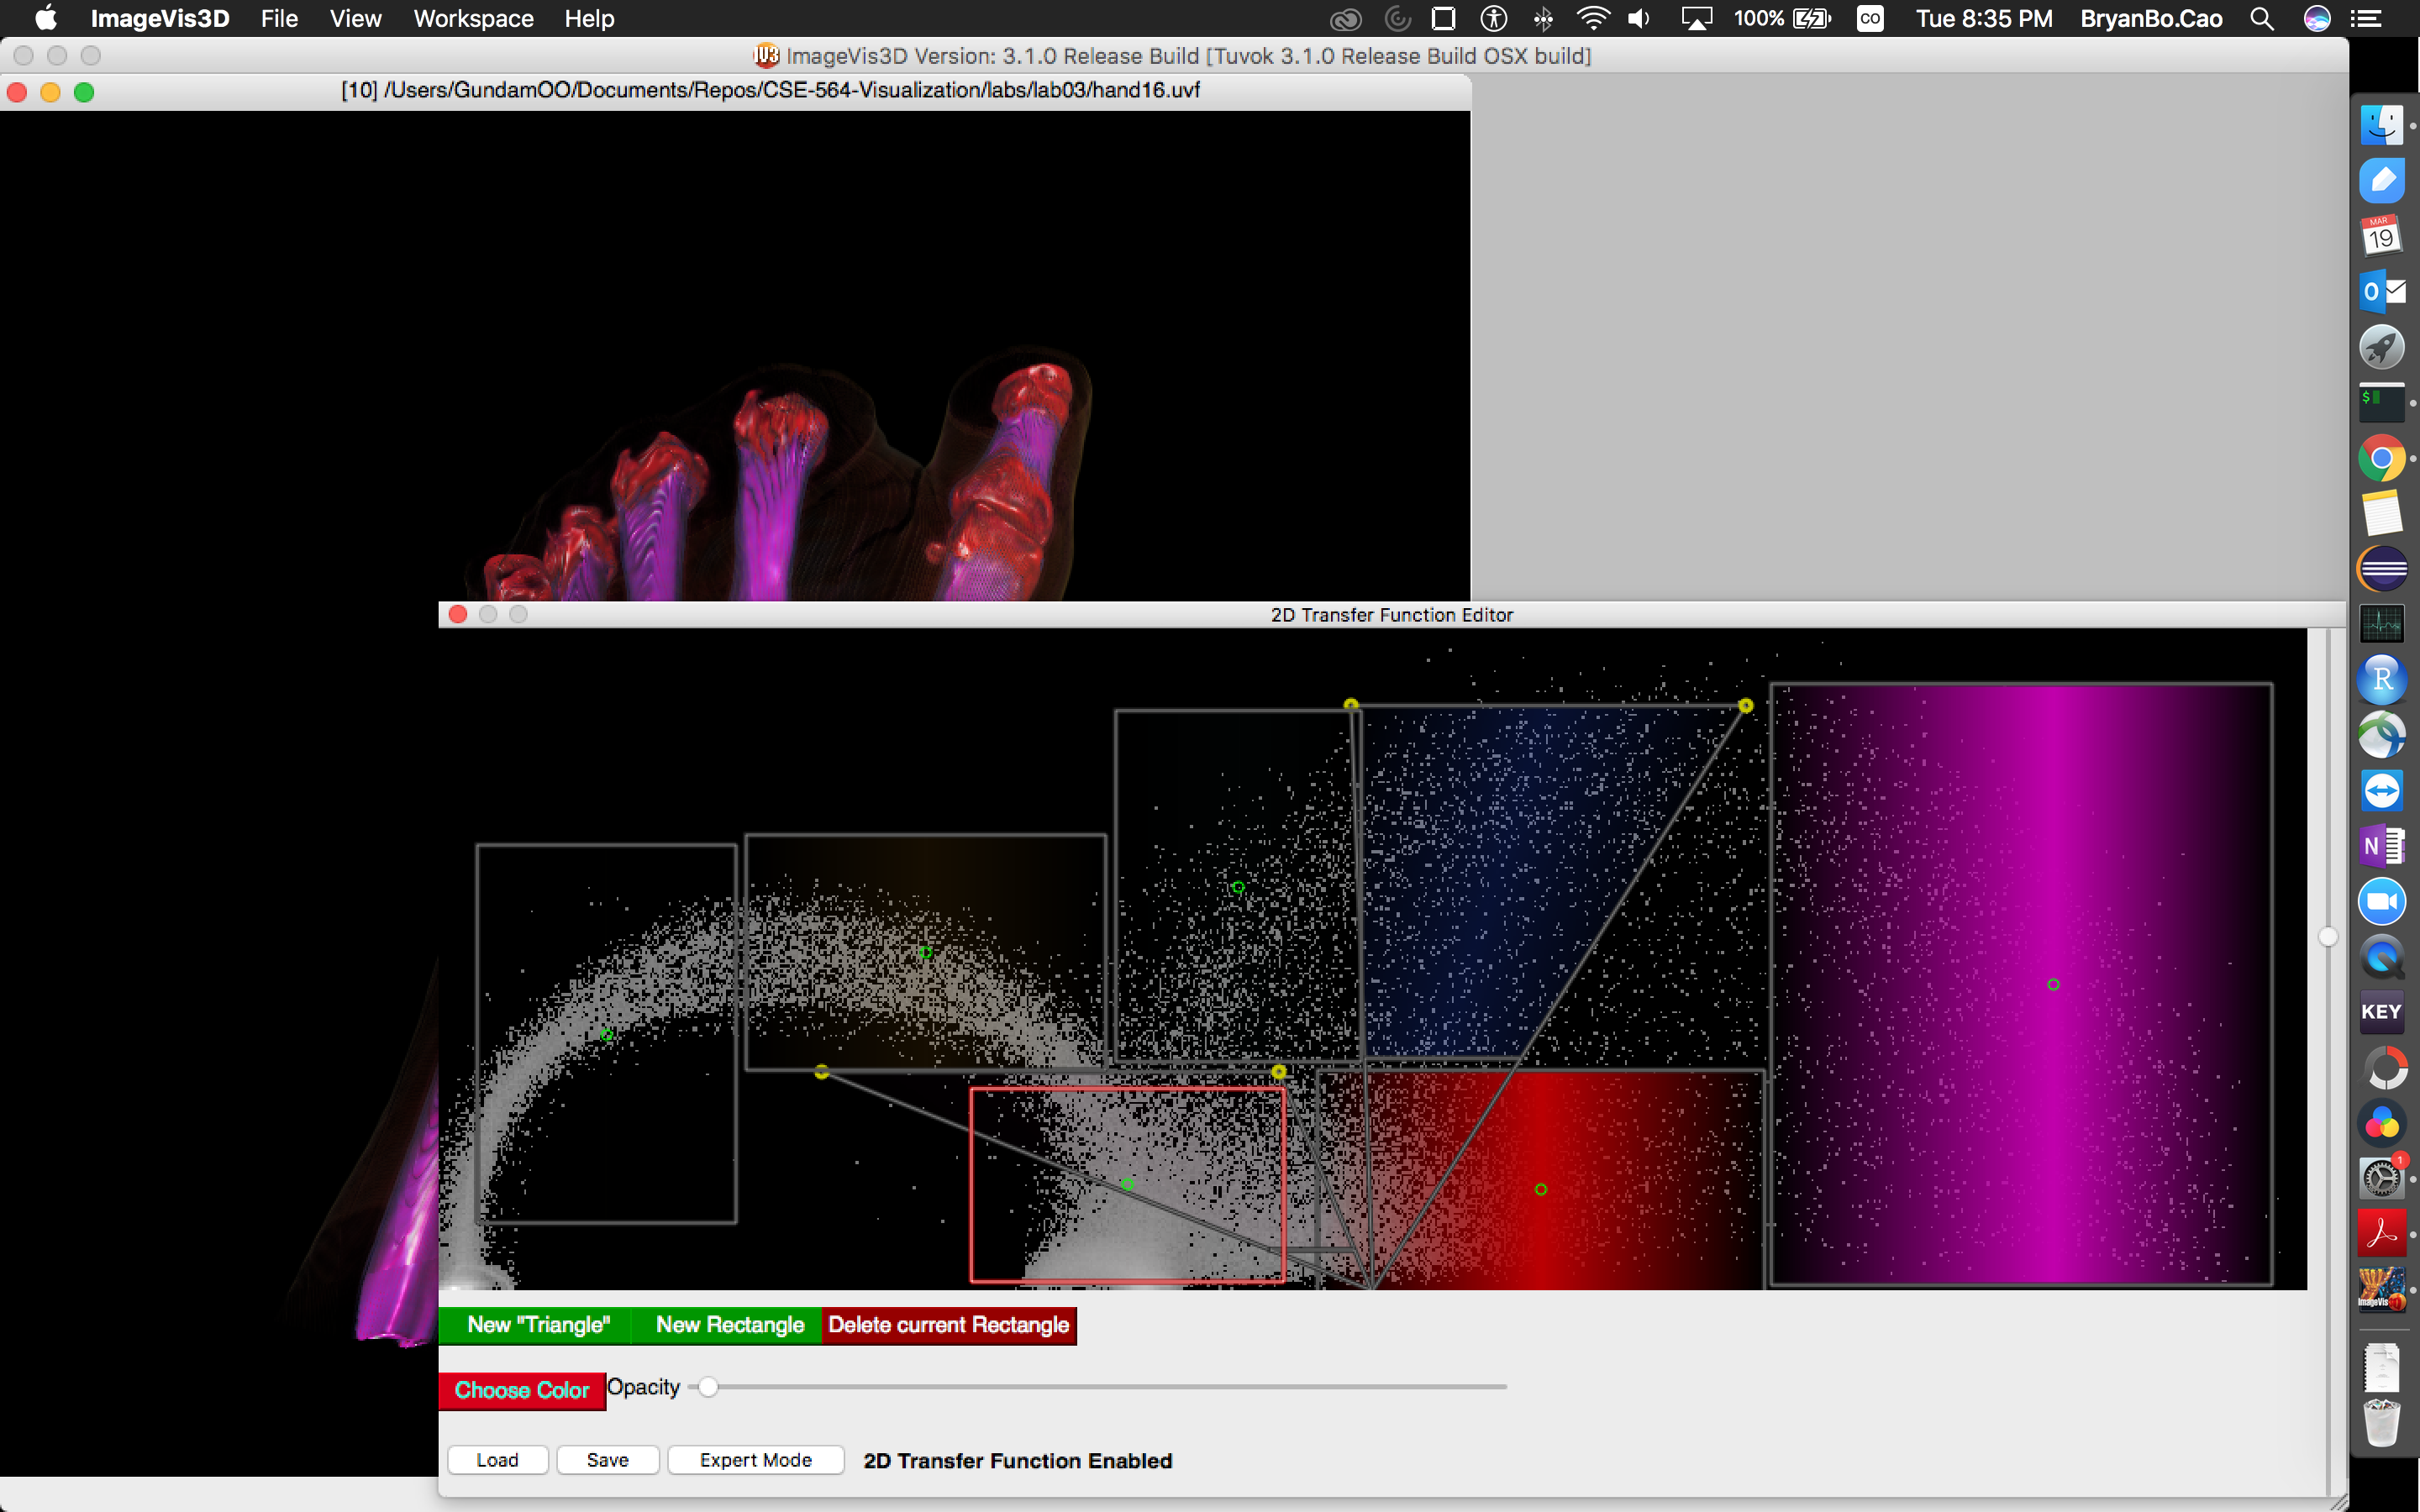 ImageVis3D File View Workspace Help 100% CO Tue 8:35 PM BryanBo.Cao
IV3 ImageVis3D Version: 3.1.0 Release Build [Tuvok 3.1.0 Release Build OSX build]
[10] /Users/GundamOO/Documents/Repos/CSE-564-Visualization/labs/lab03/hand16.uvf
MAR
19
O
$
2D Transfer Function Editor
R
N
KEY
1
ImageVis
New "Triangle" New Rectangle Delete current Rectangle
Choose Color Opacity
Load Save Expert Mode 2D Transfer Function Enabled